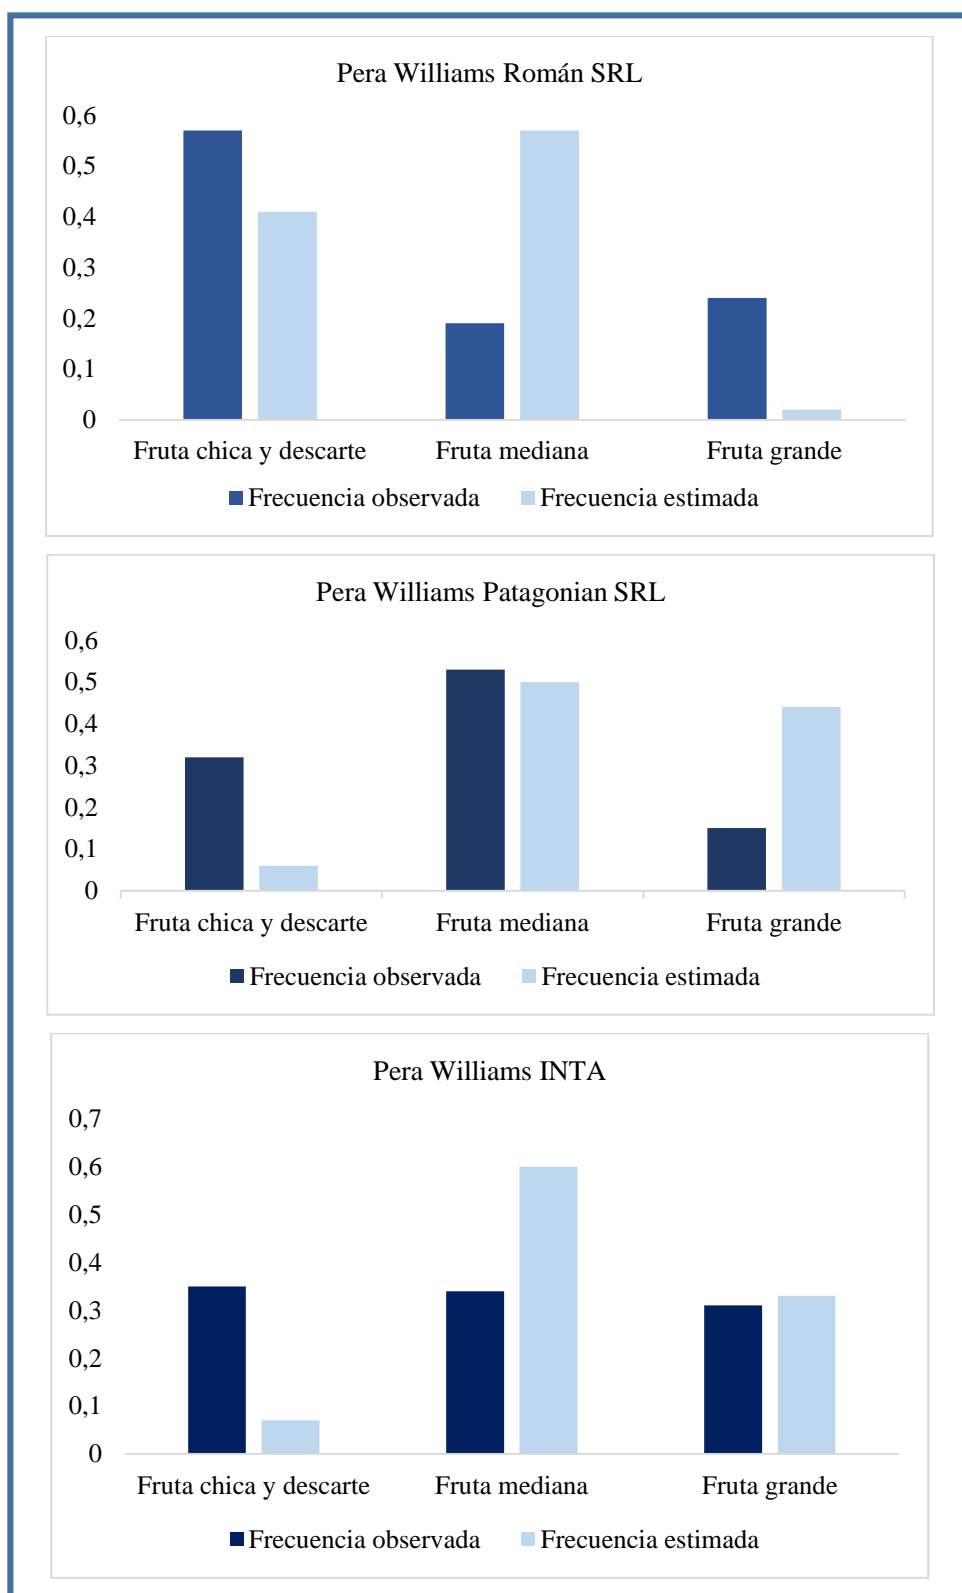 Pera Williams Román SRL
0,6
0,5
0,4
0,3
0,2
0,1
0
Fruta chica y descarte Fruta mediana Fruta grande
Frecuencia observada Frecuencia estimada
Pera Williams Patagonian SRL
0,6
0,5
0,4
0,3
0,2
0,1
0
Fruta chica y descarte Fruta mediana Fruta grande
Frecuencia observada Frecuencia estimada
Pera Williams INTA
0,7
0,6
0,5
0,4
0,3
0,2
0,1
0
Fruta chica y descarte Fruta mediana Fruta grande
Frecuencia observada Frecuencia estimada